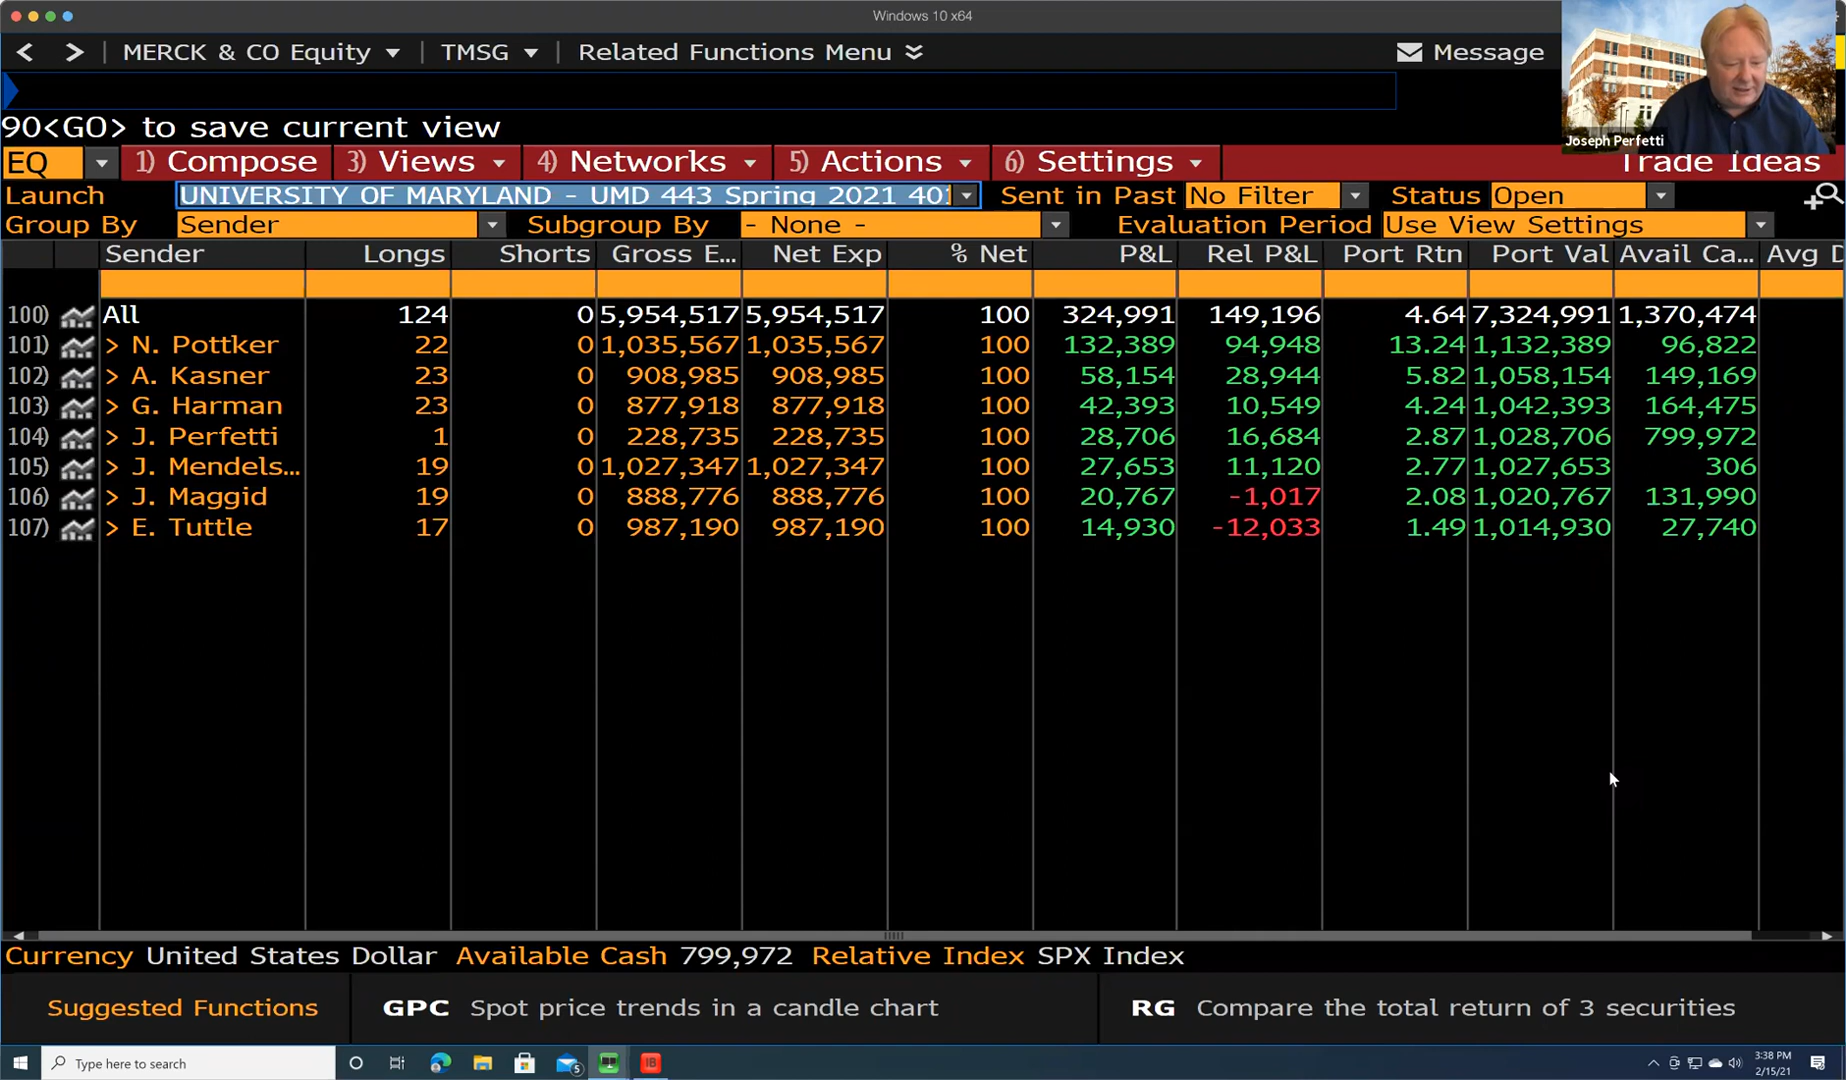 Windows 10 x64
MERCK & CO Equity TMSG Related Functions Menu Message
90<GO> to save current view
Joseph Perfetti
EQ 1) Compose 3) Views 4) Networks 5) Actions 6) Settings Trade Ideas
Launch UNIVERSITY OF MARYLAND - UMD 443 Spring 2021 401 Sent in Past No Filter Status Open
Group By Sender Subgroup By - None - Evaluation Period Use View Settings
Sender Longs Shorts Gross E... Net Exp % Net P&L Rel P&L Port Rtn Port Val Avail Ca... Avg D
100) All 124 0 5,954,517 5,954,517 100 324,991 149,196 4.64 7,324,991 1,370,474
101) > N. Pottker 22 0 1,035,567 1,035,567 100 132,389 94,948 13.24 1,132,389 96,822
102) > A. Kasner 23 0 908,985 908,985 100 58,154 28,944 5.82 1,058,154 149,169
103) > G. Harman 23 0 877,918 877,918 100 42,393 10,549 4.24 1,042,393 164,475
104) > J. Perfetti 1 0 228,735 228,735 100 28,706 16,684 2.87 1,028,706 799,972
105) > J. Mendels... 19 0 1,027,347 1,027,347 100 27,653 11,120 2.77 1,027,653 306
106) > J. Maggid 19 0 888,776 888,776 100 20,767 -1,017 2.08 1,020,767 131,990
107) > E. Tuttle 17 0 987,190 987,190 100 14,930 -12,033 1.49 1,014,930 27,740
Currency United States Dollar Available Cash 799,972 Relative Index SPX Index
Suggested Functions GPC Spot price trends in a candle chart RG Compare the total return of 3 securities
Type here to search 5 IB 3:38 PM
2/15/21